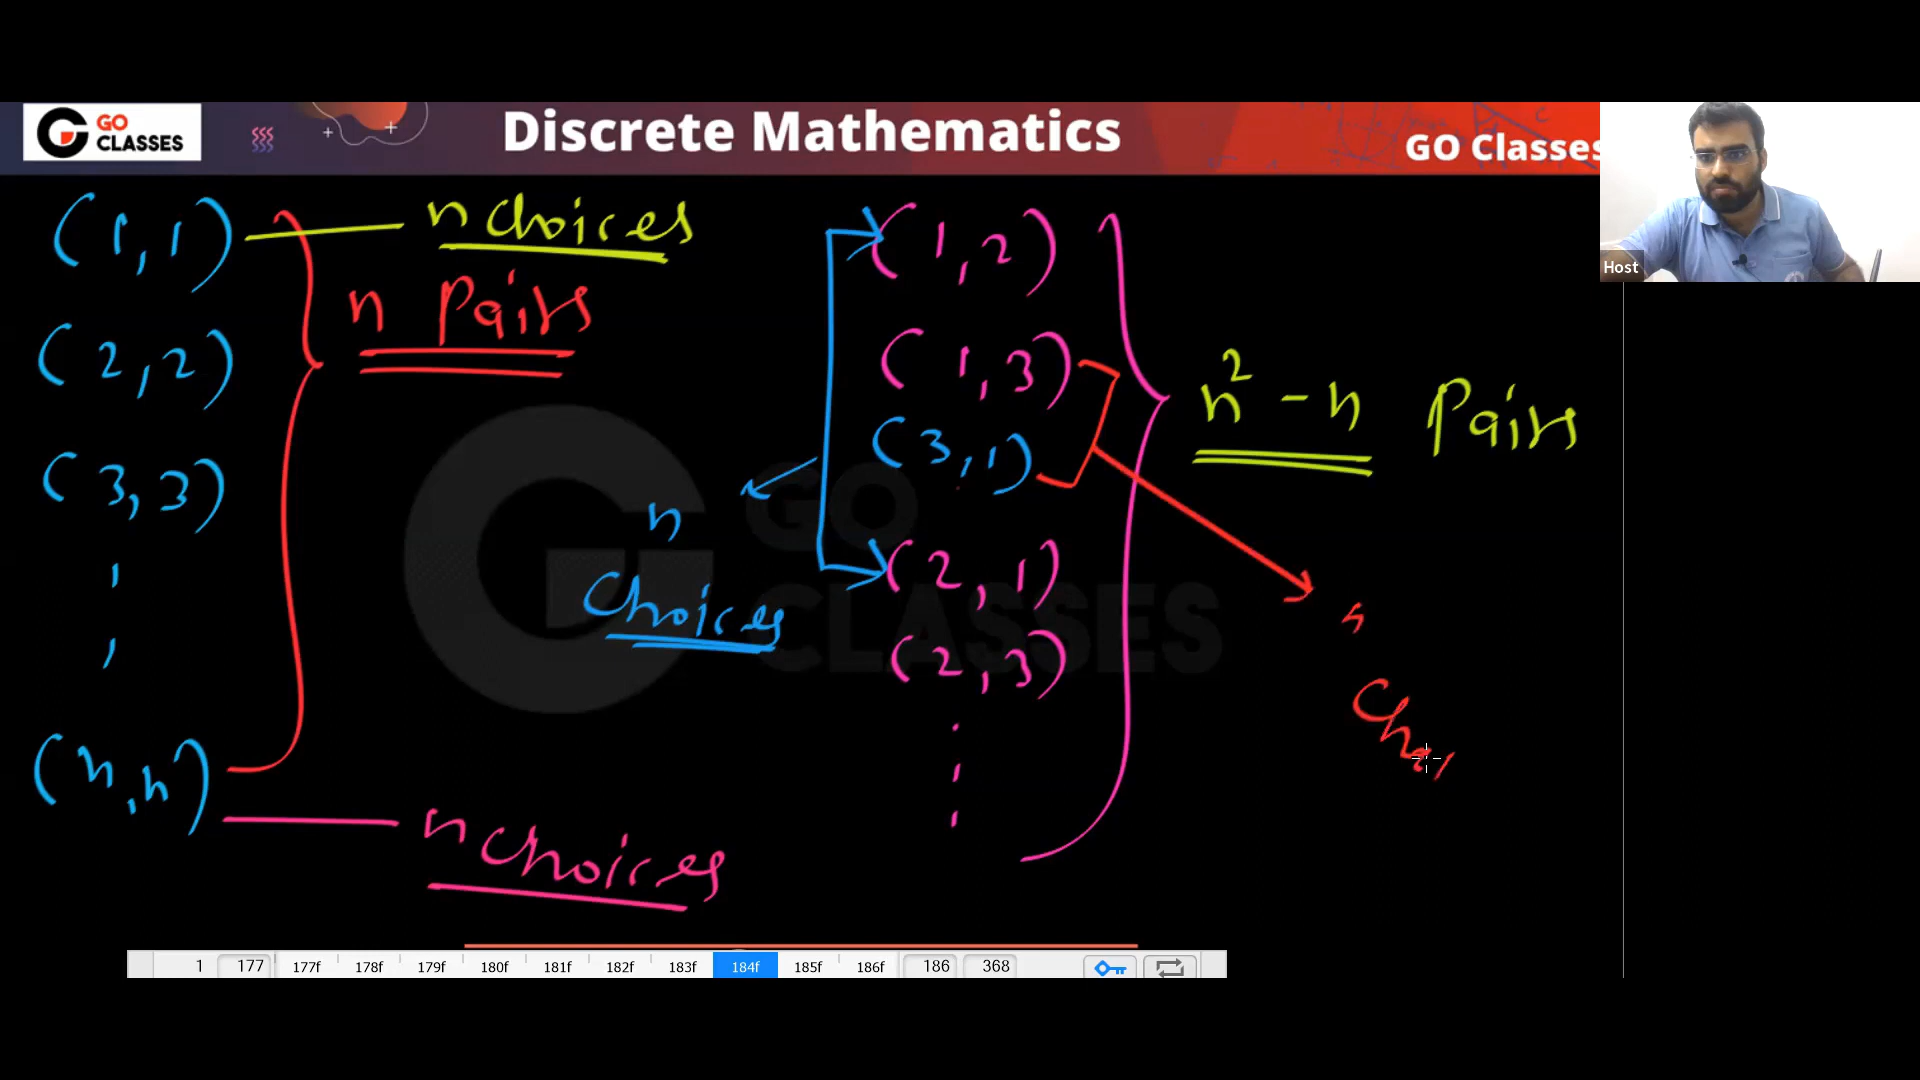 GO CLASSES
Discrete Mathematics
GO Classes
Host
(1,1)
n choices
n Pairs
(2,2)
(3,3)
(n,n)
n choices
n
Choices
(1,2)
(1,3)
(3,1)
(2,1)
(2,3)
n² - n Pairs
n
GO
CLASSES
1 177 177f 178f 179f 180f 181f 182f 183f 184f 185f 186f 186 368